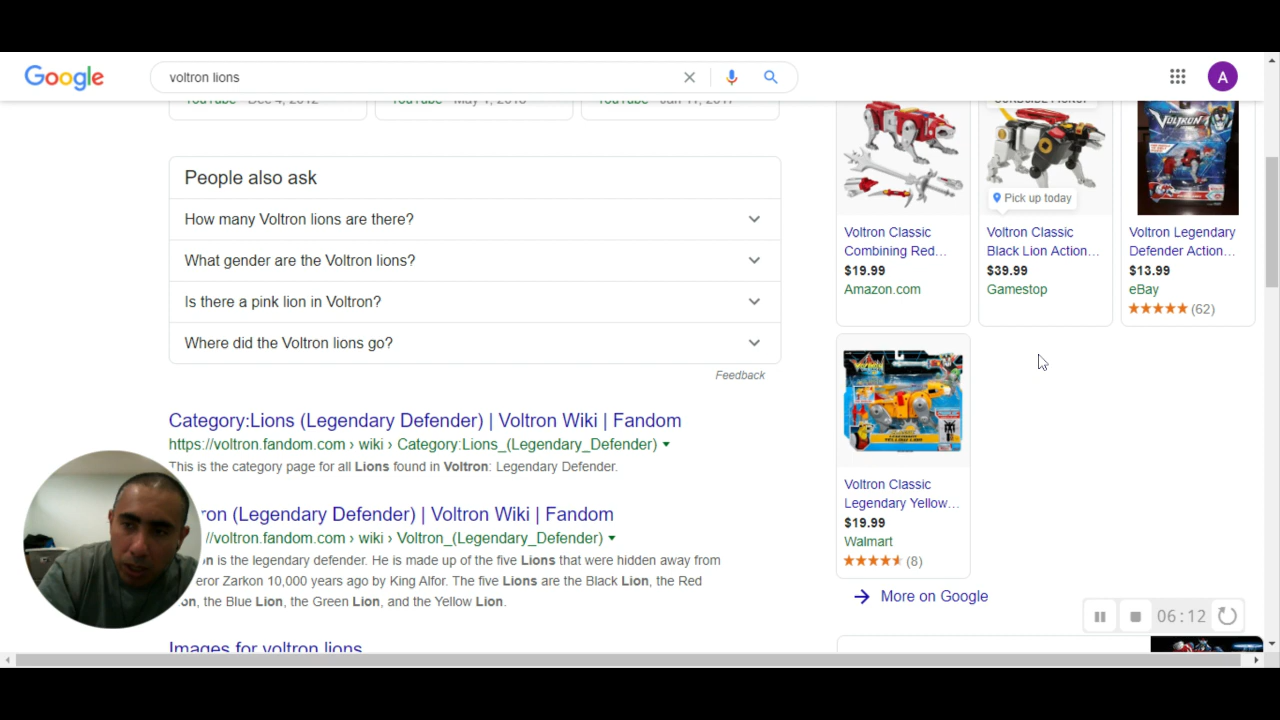 Google
voltron lions
A
YouTube · Dec 4, 2012
YouTube · May 1, 2018
YouTube · Jan 11, 2017
People also ask
How many Voltron lions are there?
What gender are the Voltron lions?
Is there a pink lion in Voltron?
Where did the Voltron lions go?
Feedback
Category:Lions (Legendary Defender) | Voltron Wiki | Fandom
https://voltron.fandom.com › wiki › Category:Lions_(Legendary_Defender)
This is the category page for all Lions found in Voltron: Legendary Defender.
ron (Legendary Defender) | Voltron Wiki | Fandom
//voltron.fandom.com › wiki › Voltron_(Legendary_Defender)
on is the legendary defender. He is made up of the five Lions that were hidden away from
eror Zarkon 10,000 years ago by King Alfor. The five Lions are the Black Lion, the Red
on, the Blue Lion, the Green Lion, and the Yellow Lion.
Images for voltron lions
CURBSIDE PICKUP
VOLTRON
Pick up today
Voltron Classic
Combining Red...
$19.99
Amazon.com
Voltron Classic
Black Lion Action...
$39.99
Gamestop
Voltron Legendary
Defender Action...
$13.99
eBay
(62)
Voltron Classic
Legendary Yellow...
$19.99
Walmart
(8)
More on Google
06:12